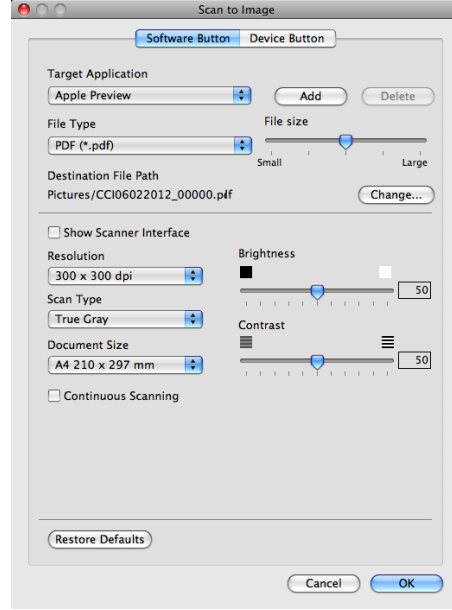 Scan to Image
Software Button Device Button
Target Application
Apple Preview Add Delete
File Type File size
PDF (*.pdf)
Small Large
Destination File Path
Pictures/CCI06022012_00000.pdf Change...
Show Scanner Interface
Resolution Brightness
300 x 300 dpi 50
Scan Type
True Gray Contrast
Document Size
A4 210 x 297 mm 50
Continuous Scanning
Restore Defaults
Cancel OK